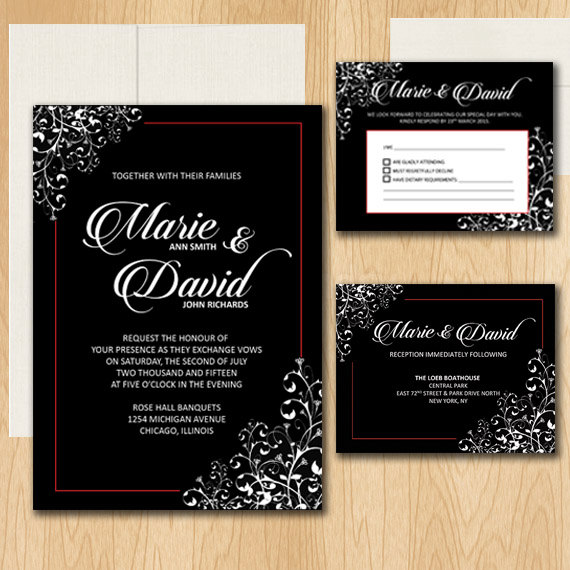 TOGETHER WITH THEIR FAMILIES
Marie &
ANN SMITH
David
JOHN RICHARDS
REQUEST THE HONOUR OF
YOUR PRESENCE AS THEY EXCHANGE VOWS
ON SATURDAY, THE SECOND OF JULY
TWO THOUSAND AND FIFTEEN
AT FIVE O'CLOCK IN THE EVENING
ROSE HALL BANQUETS
1254 MICHIGAN AVENUE
CHICAGO, ILLINOIS
Marie & David
WE LOOK FORWARD TO CELEBRATING OUR SPECIAL DAY WITH YOU.
KINDLY RESPOND BY 23RD MARCH 2015.
ARE GLADLY ATTENDING
MUST REGRETFULLY DECLINE
HAVE DIETARY REQUIREMENTS
Marie & David
RECEPTION IMMEDIATELY FOLLOWING
THE LOEB BOATHOUSE
CENTRAL PARK
EAST 72ND STREET & PARK DRIVE NORTH
NEW YORK, NY